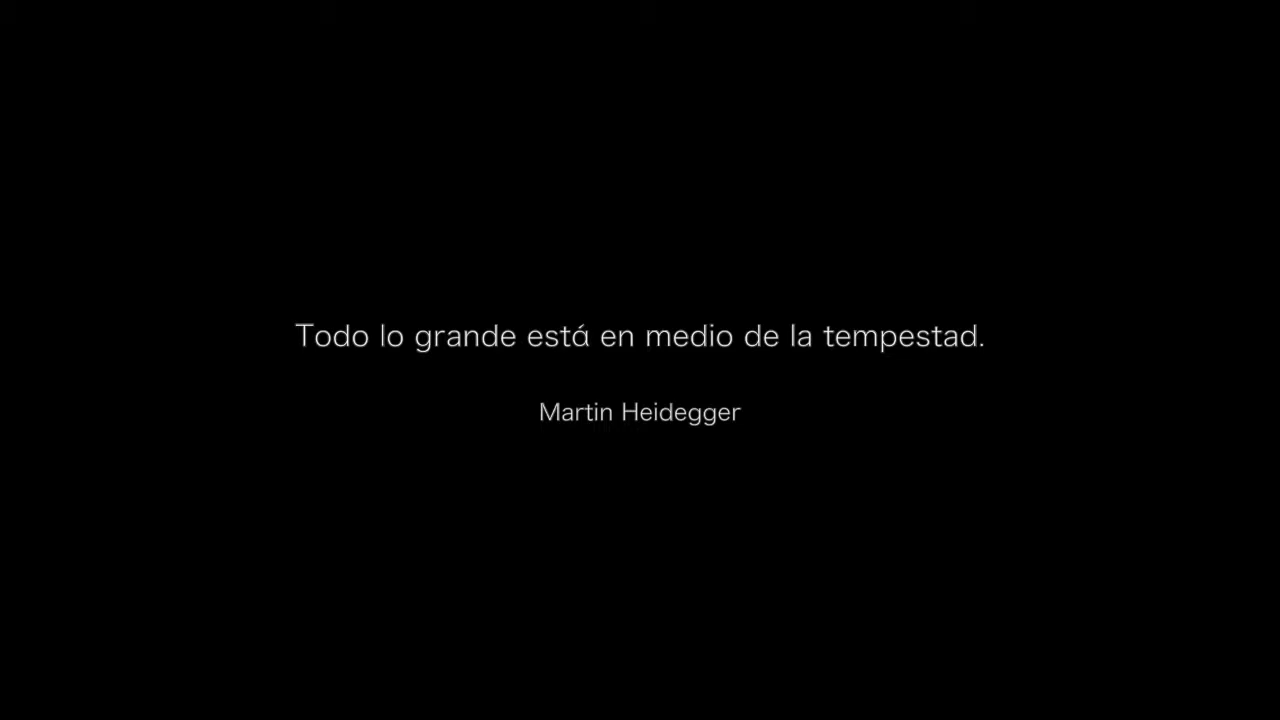 Todo lo grande está en medio de la tempestad.
Martin Heidegger